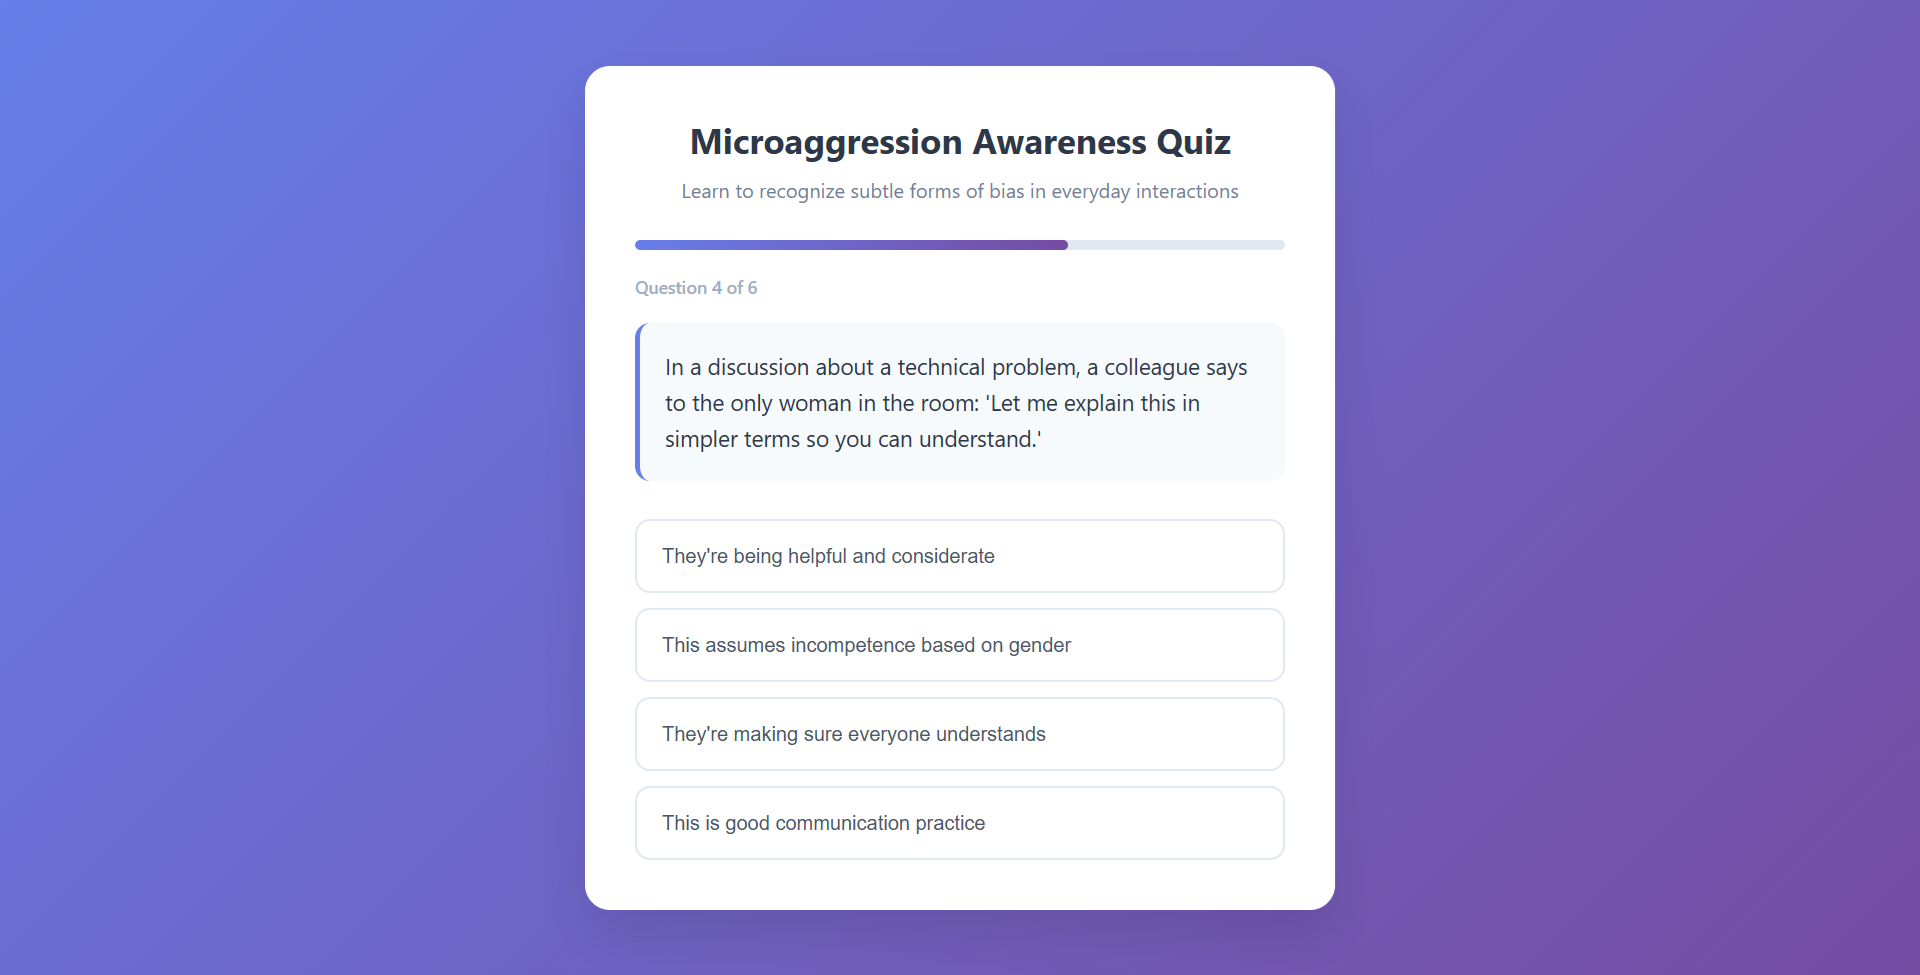 Microaggression Awareness Quiz
Learn to recognize subtle forms of bias in everyday interactions
Question 4 of 6
In a discussion about a technical problem, a colleague says
to the only woman in the room: 'Let me explain this in
simpler terms so you can understand.'
They're being helpful and considerate
This assumes incompetence based on gender
They're making sure everyone understands
This is good communication practice